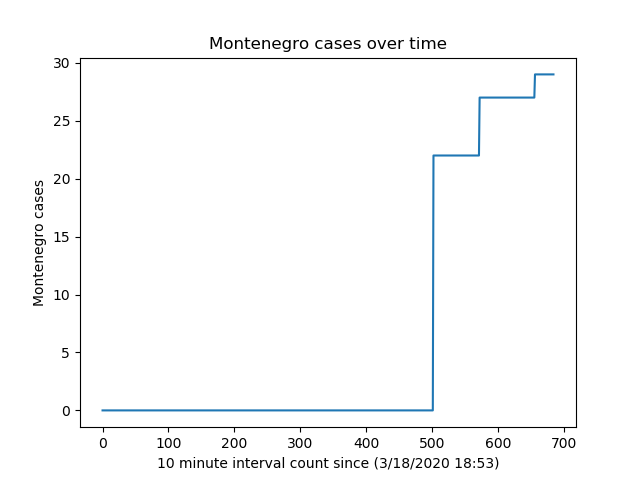 Montenegro cases over time
30
25
20
15
10
5
0
Montenegro cases
0 100 200 300 400 500 600 700
10 minute interval count since (3/18/2020 18:53)